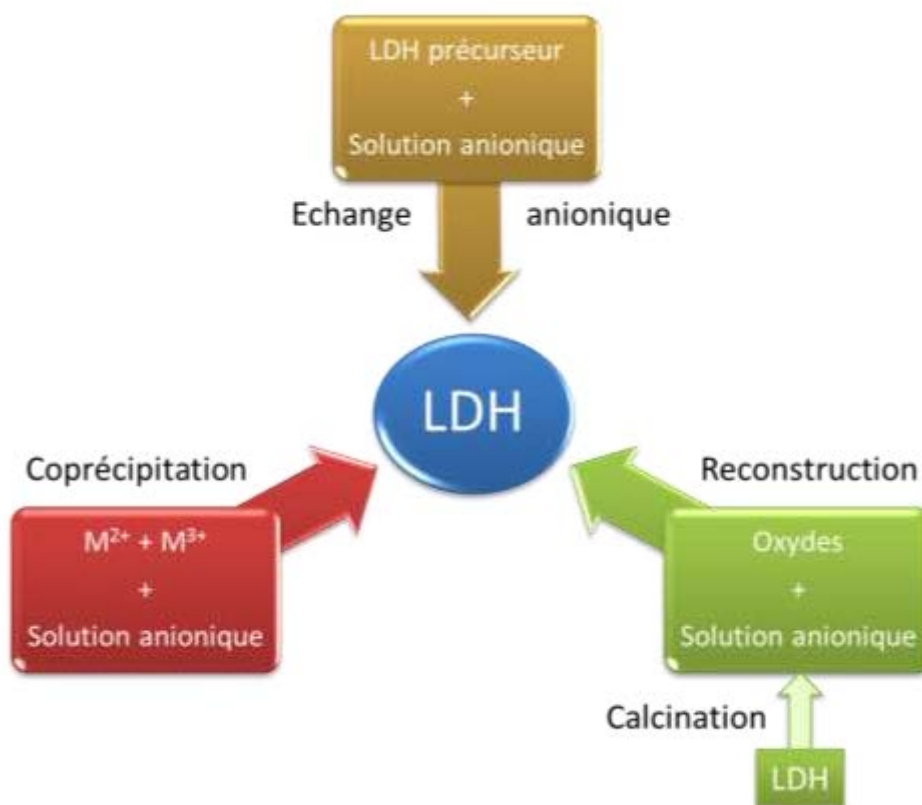 LDH précurseur
+
Solution anionique
Echange anionique
LDH
Coprécipitation
M²⁺ + M³⁺
+
Solution anionique
Reconstruction
Oxydes
+
Solution anionique
Calcination
LDH